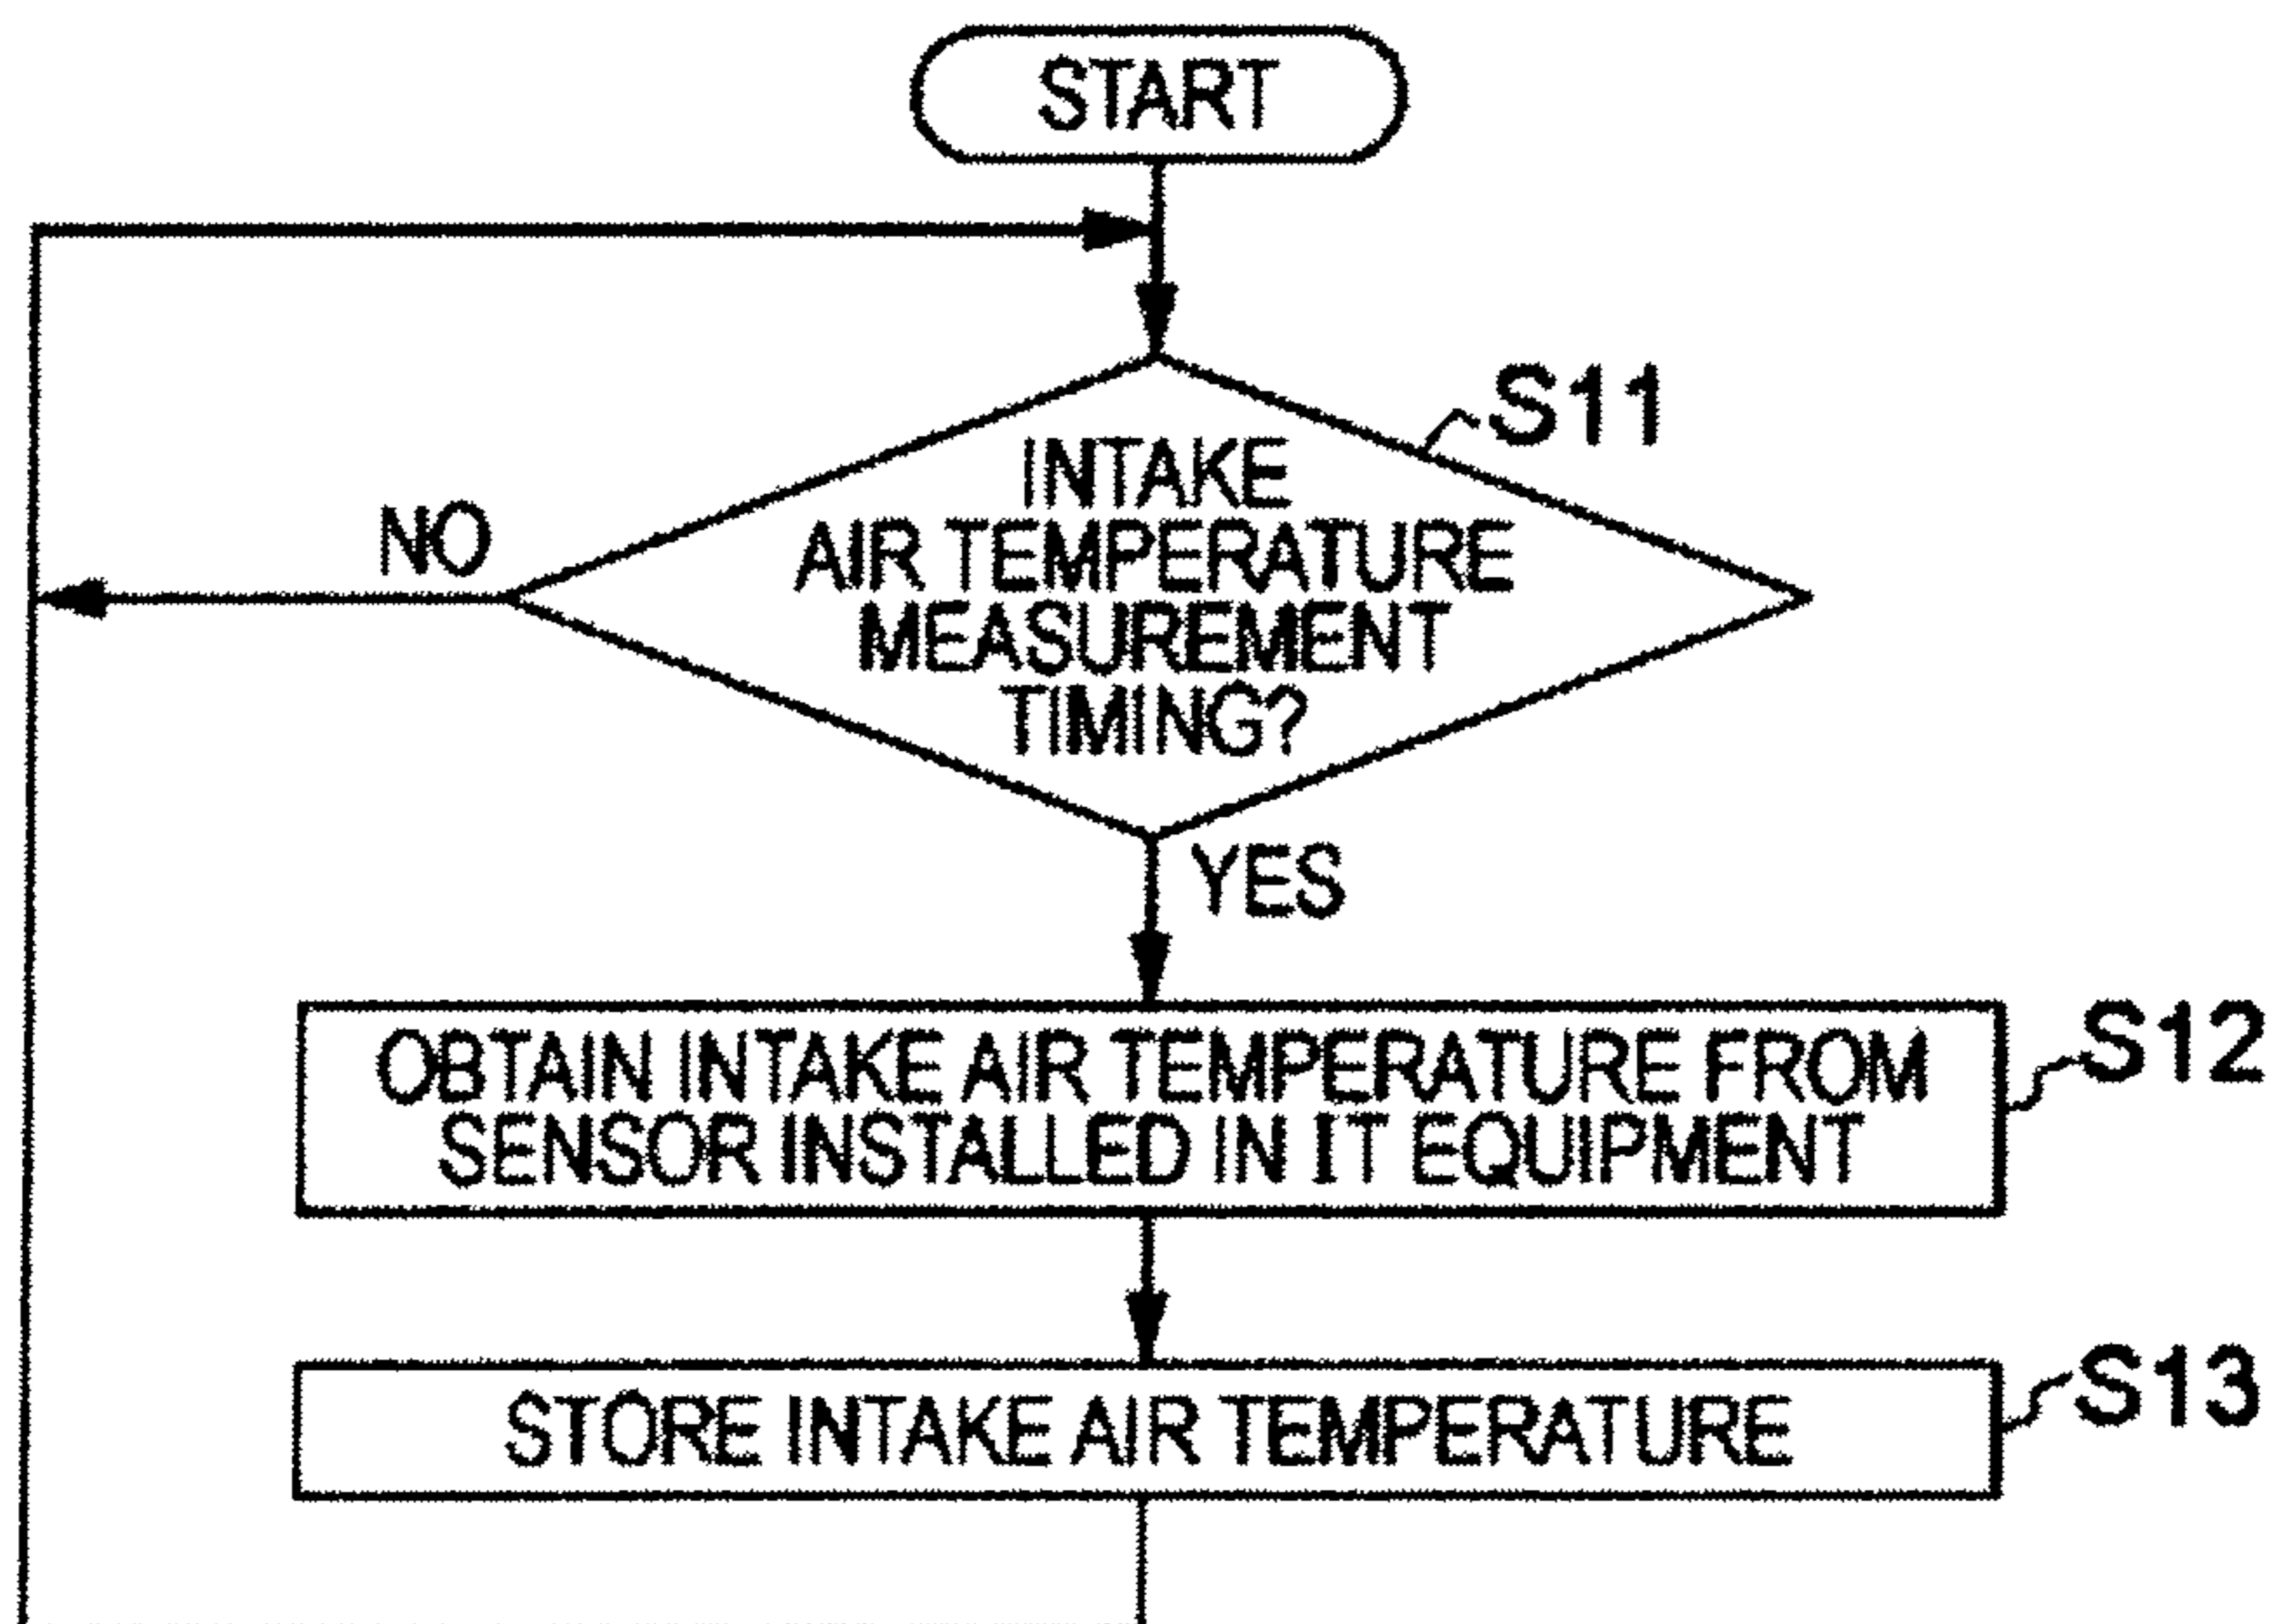 START
S11
INTAKE
AIR TEMPERATURE
MEASUREMENT
TIMING?
NO
YES
OBTAIN INTAKE AIR TEMPERATURE FROM
SENSOR INSTALLED IN IT EQUIPMENT
S12
STORE INTAKE AIR TEMPERATURE
S13